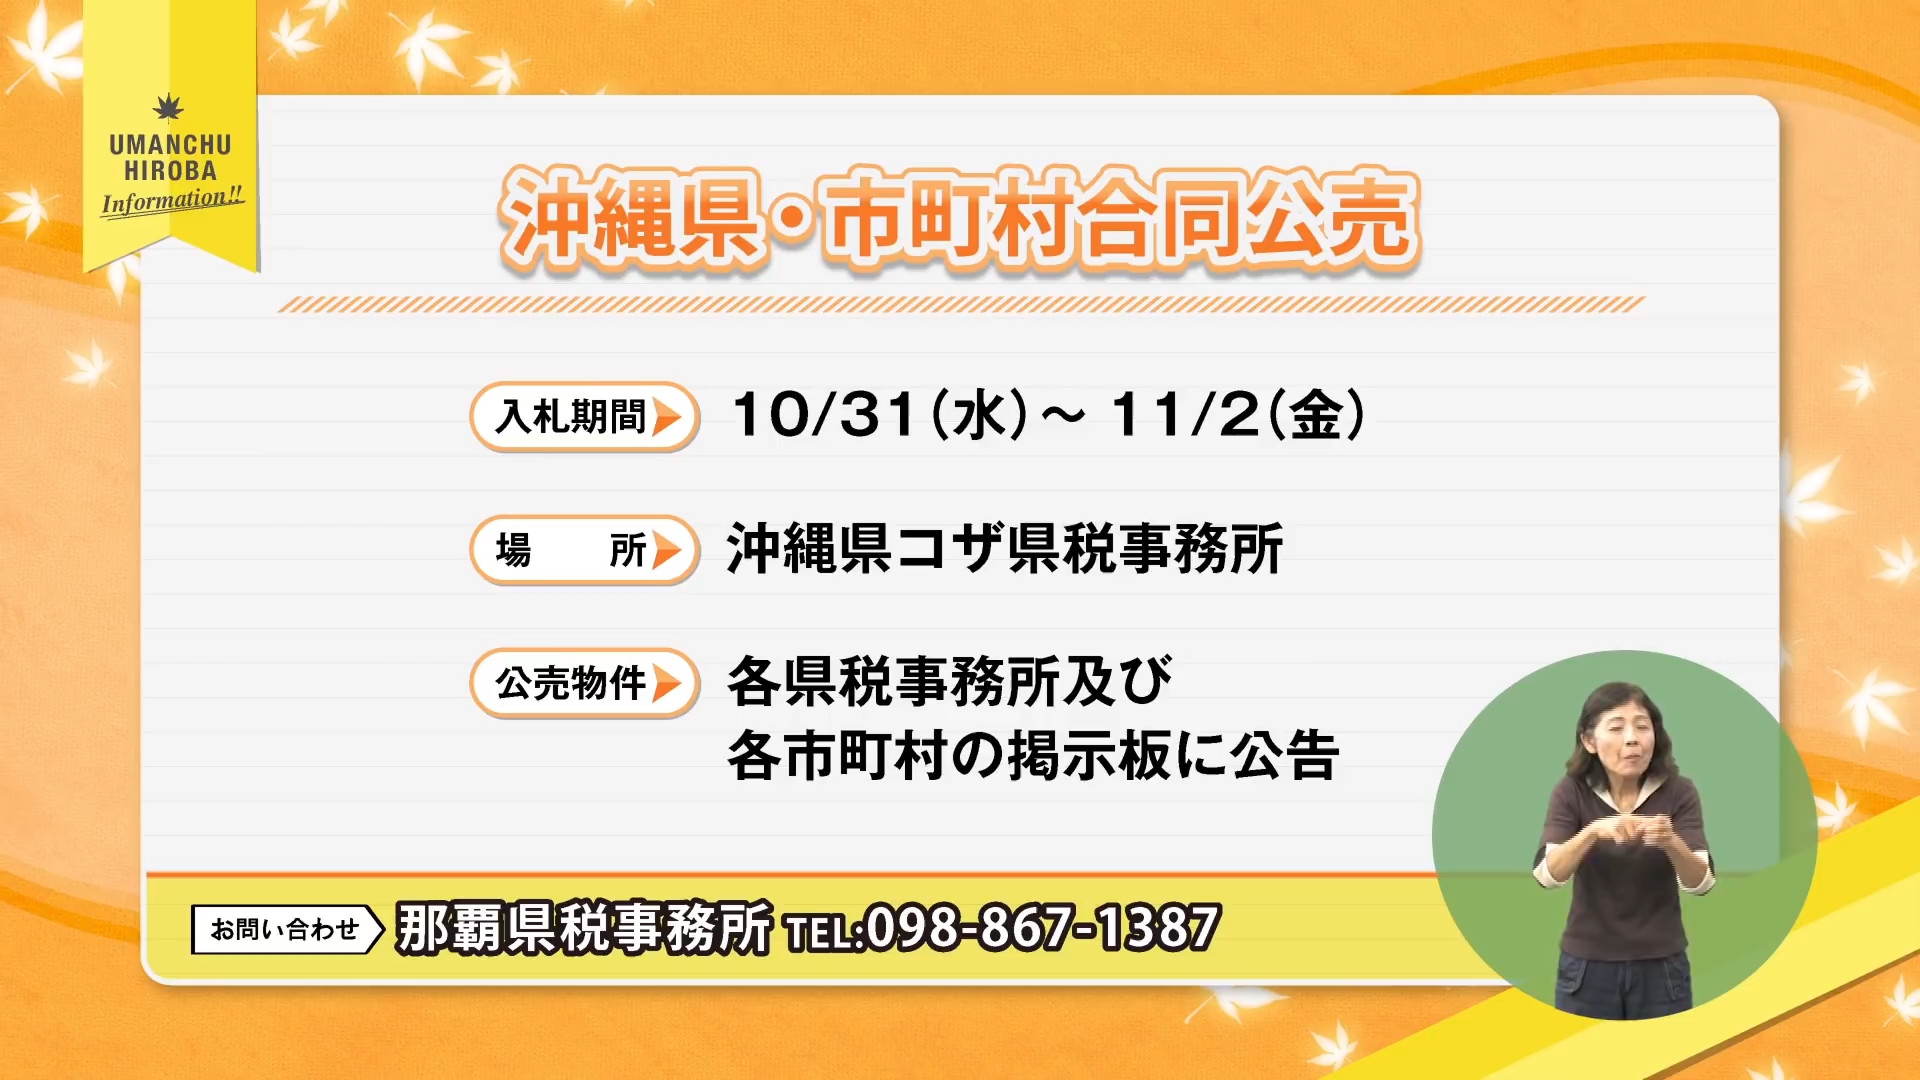 UMANCHU
HIROBA
Information!!
沖縄県・市町村合同公売
入札期間 10/31(水)～ 11/2(金)
場　所 沖縄県コザ県税事務所
公売物件 各県税事務所及び
各市町村の掲示板に公告
お問い合わせ 那覇県税事務所 TEL:098-867-1387